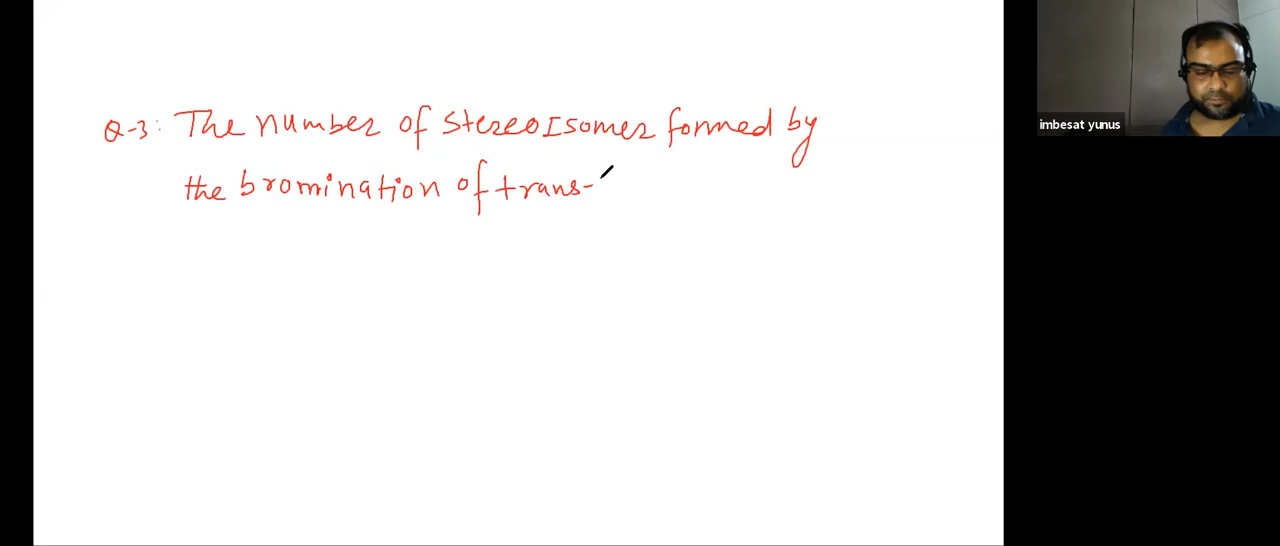 Q-3: The number of StereoIsomer formed by
the bromination of trans-
imbesat yunus